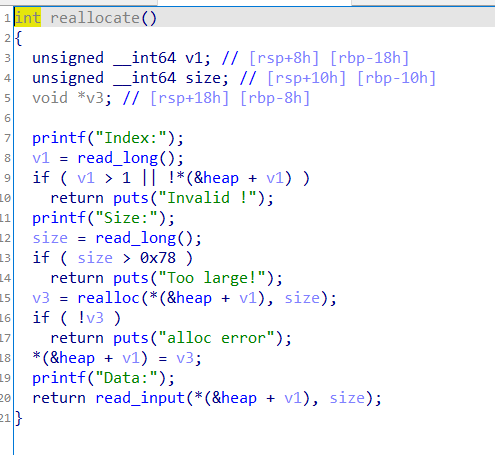 1 int reallocate()
2 {
3   unsigned __int64 v1; // [rsp+8h] [rbp-18h]
4   unsigned __int64 size; // [rsp+10h] [rbp-10h]
5   void *v3; // [rsp+18h] [rbp-8h]
6
7   printf("Index:");
8   v1 = read_long();
9   if ( v1 > 1 || !*(&heap + v1) )
10     return puts("Invalid !");
11   printf("Size:");
12   size = read_long();
13   if ( size > 0x78 )
14     return puts("Too large!");
15   v3 = realloc(*(&heap + v1), size);
16   if ( !v3 )
17     return puts("alloc error");
18   *(&heap + v1) = v3;
19   printf("Data:");
20   return read_input(*(&heap + v1), size);
21 }